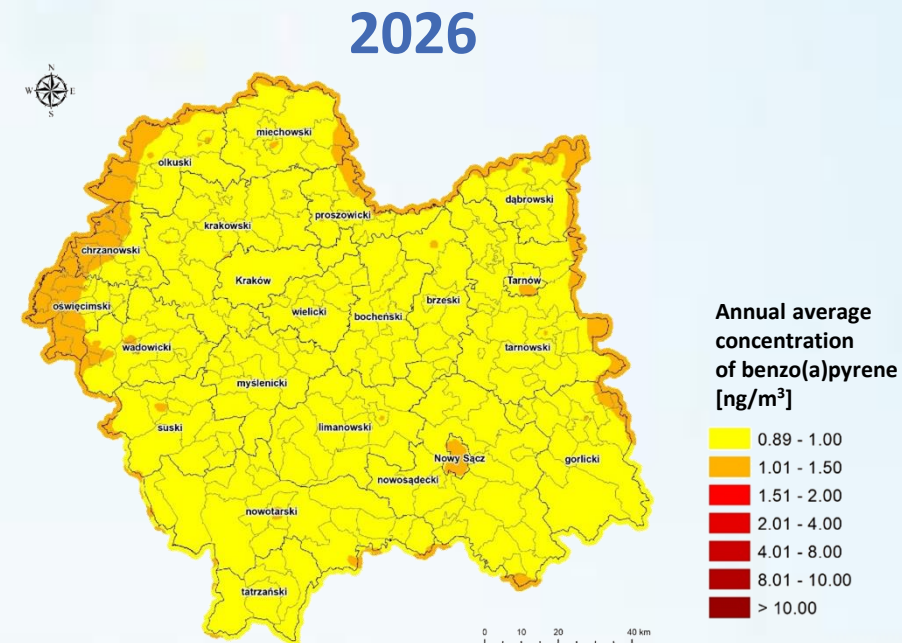 2026
N
W E
S
miechowski
olkuski
dąbrowski
proszowicki
krakowski
chrzanowski
Kraków
Tarnów
oświęcimski
brzeski
wielicki
bocheński
wadowicki
tarnowski
myślenicki
suski
limanowski
Nowy Sącz
gorlicki
nowosądecki
nowotarski
tatrzański
0 10 20 40 km
Annual average
concentration
of benzo(a)pyrene
[ng/m³]
0.89 - 1.00
1.01 - 1.50
1.51 - 2.00
2.01 - 4.00
4.01 - 8.00
8.01 - 10.00
> 10.00